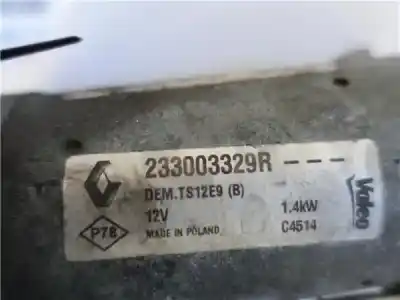 233003329R ---
DEM.TS12E9 (B)
12V 1.4kW
P78 MADE IN POLAND C4514
Valeo